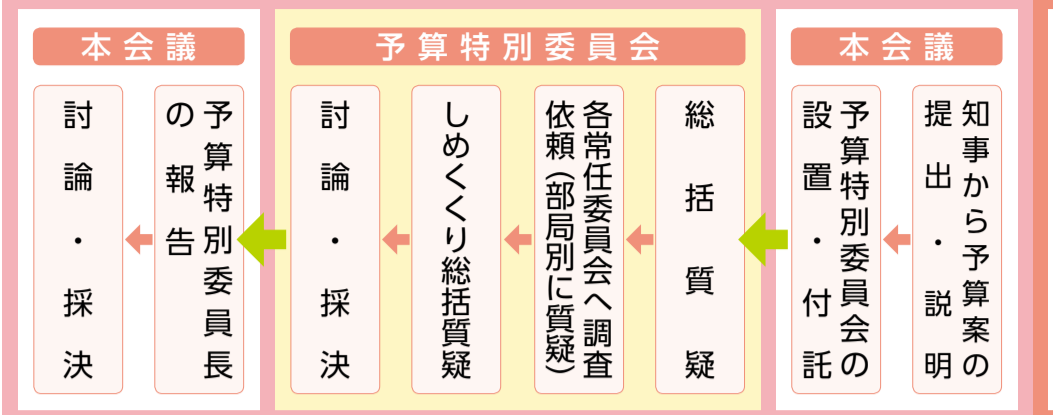 本会議
知事から予算案の
提出・説明
予算特別委員会の
設置・付託
予算特別委員会
総括質疑
各常任委員会へ調査
依頼（部局別に質疑）
しめくくり総括質疑
討論・採決
本会議
予算特別委員長
の報告
討論・採決